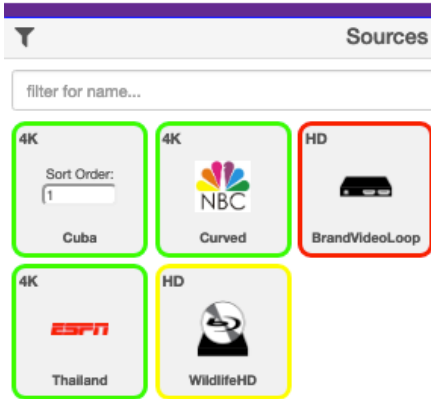 Sources
filter for name...
4K
Sort Order:
1
Cuba
4K
NBC
Curved
HD
BrandVideoLoop
4K
ESPN
Thailand
HD
WildlifeHD